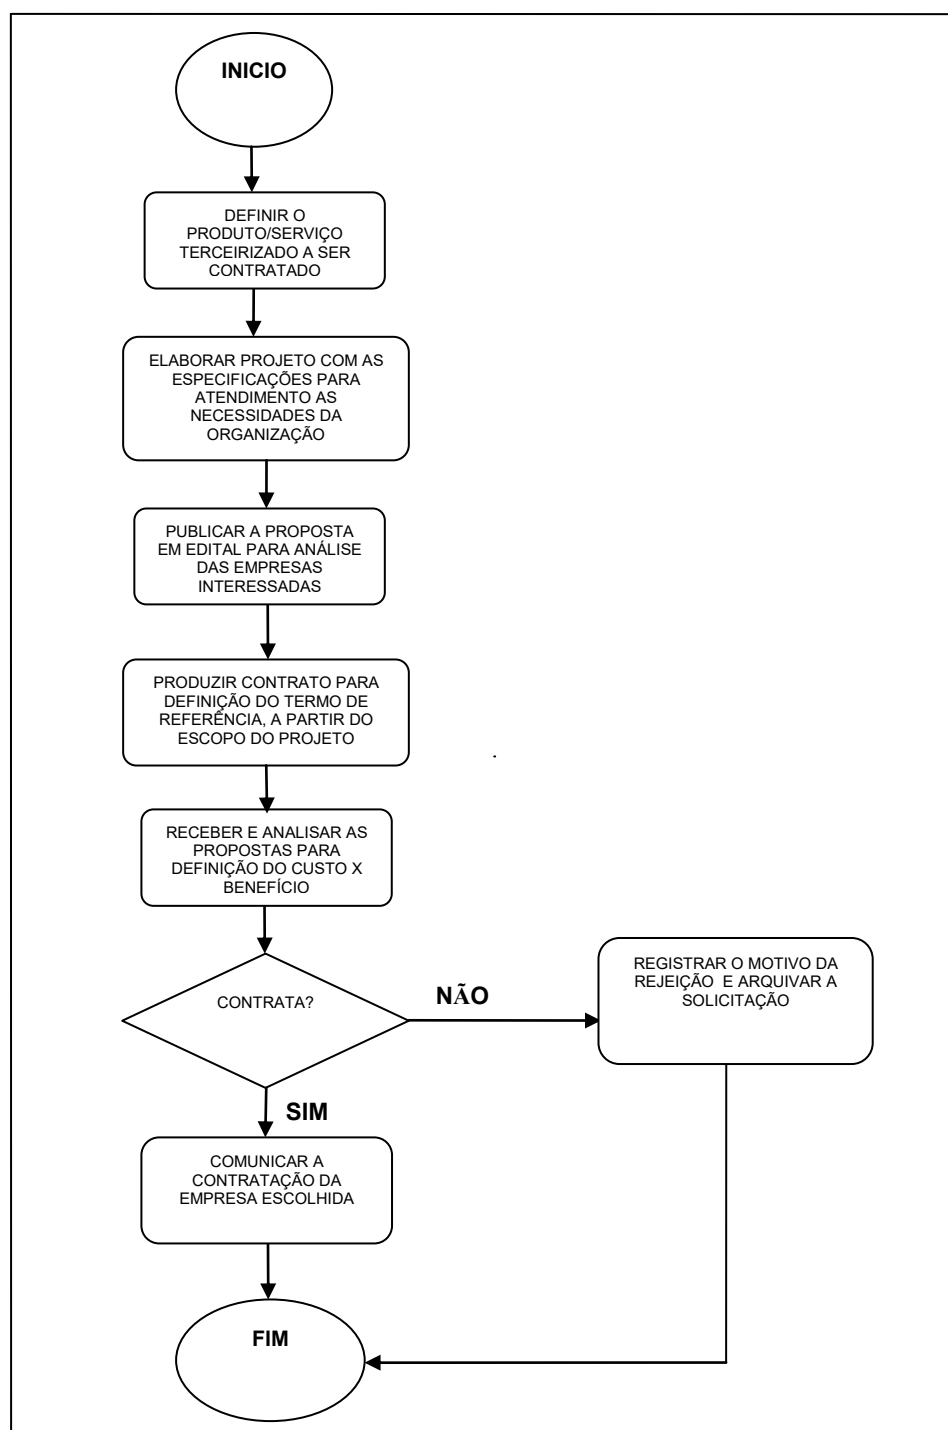 INICIO
DEFINIR O
PRODUTO/SERVIÇO
TERCEIRIZADO A SER
CONTRATADO
ELABORAR PROJETO COM AS
ESPECIFICAÇÕES PARA
ATENDIMENTO AS
NECESSIDADES DA
ORGANIZAÇÃO
PUBLICAR A PROPOSTA
EM EDITAL PARA ANÁLISE
DAS EMPRESAS
INTERESSADAS
PRODUZIR CONTRATO PARA
DEFINIÇÃO DO TERMO DE
REFERÊNCIA, A PARTIR DO
ESCOPO DO PROJETO
.
RECEBER E ANALISAR AS
PROPOSTAS PARA
DEFINIÇÃO DO CUSTO X
BENEFÍCIO
CONTRATA?
NÃO
REGISTRAR O MOTIVO DA
REJEIÇÃO E ARQUIVAR A
SOLICITAÇÃO
SIM
COMUNICAR A
CONTRATAÇÃO DA
EMPRESA ESCOLHIDA
FIM